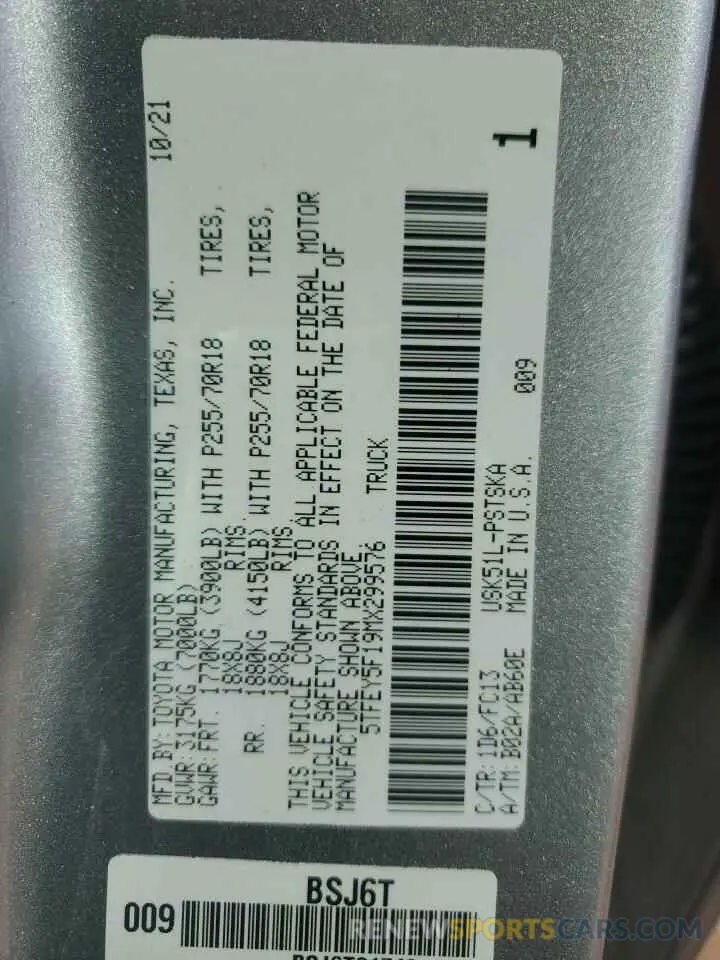 MFD.BY:TOYOTA MOTOR MANUFACTURING, TEXAS, INC. 10/21
GVWR:3175KG (7000LB)
GAWR:FRT. 1770KG (3900LB) WITH P255/70R18 TIRES,
18X8J RIMS
RR. 1880KG (4150LB) WITH P255/70R18 TIRES,
18X8J RIMS.
THIS VEHICLE CONFORMS TO ALL APPLICABLE FEDERAL MOTOR
VEHICLE SAFETY STANDARDS IN EFFECT ON THE DATE OF
MANUFACTURE SHOWN ABOVE.
5TFEY5F19MX299576 TRUCK
C/TR:1D6/FC13 USK51L-PSTSKA
A/TM:B02A/AB60E MADE IN U.S.A. 009
1
BSJ6T
009
RENEWSPORTSCARS.COM